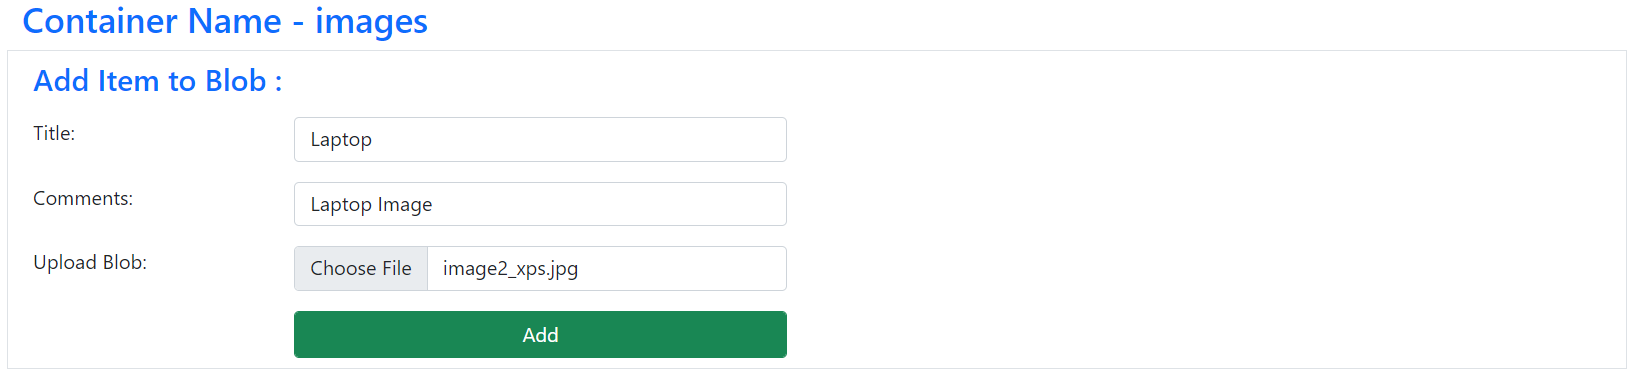 Container Name - images
Add Item to Blob :
Title:
Laptop
Comments:
Laptop Image
Upload Blob:
Choose File image2_xps.jpg
Add